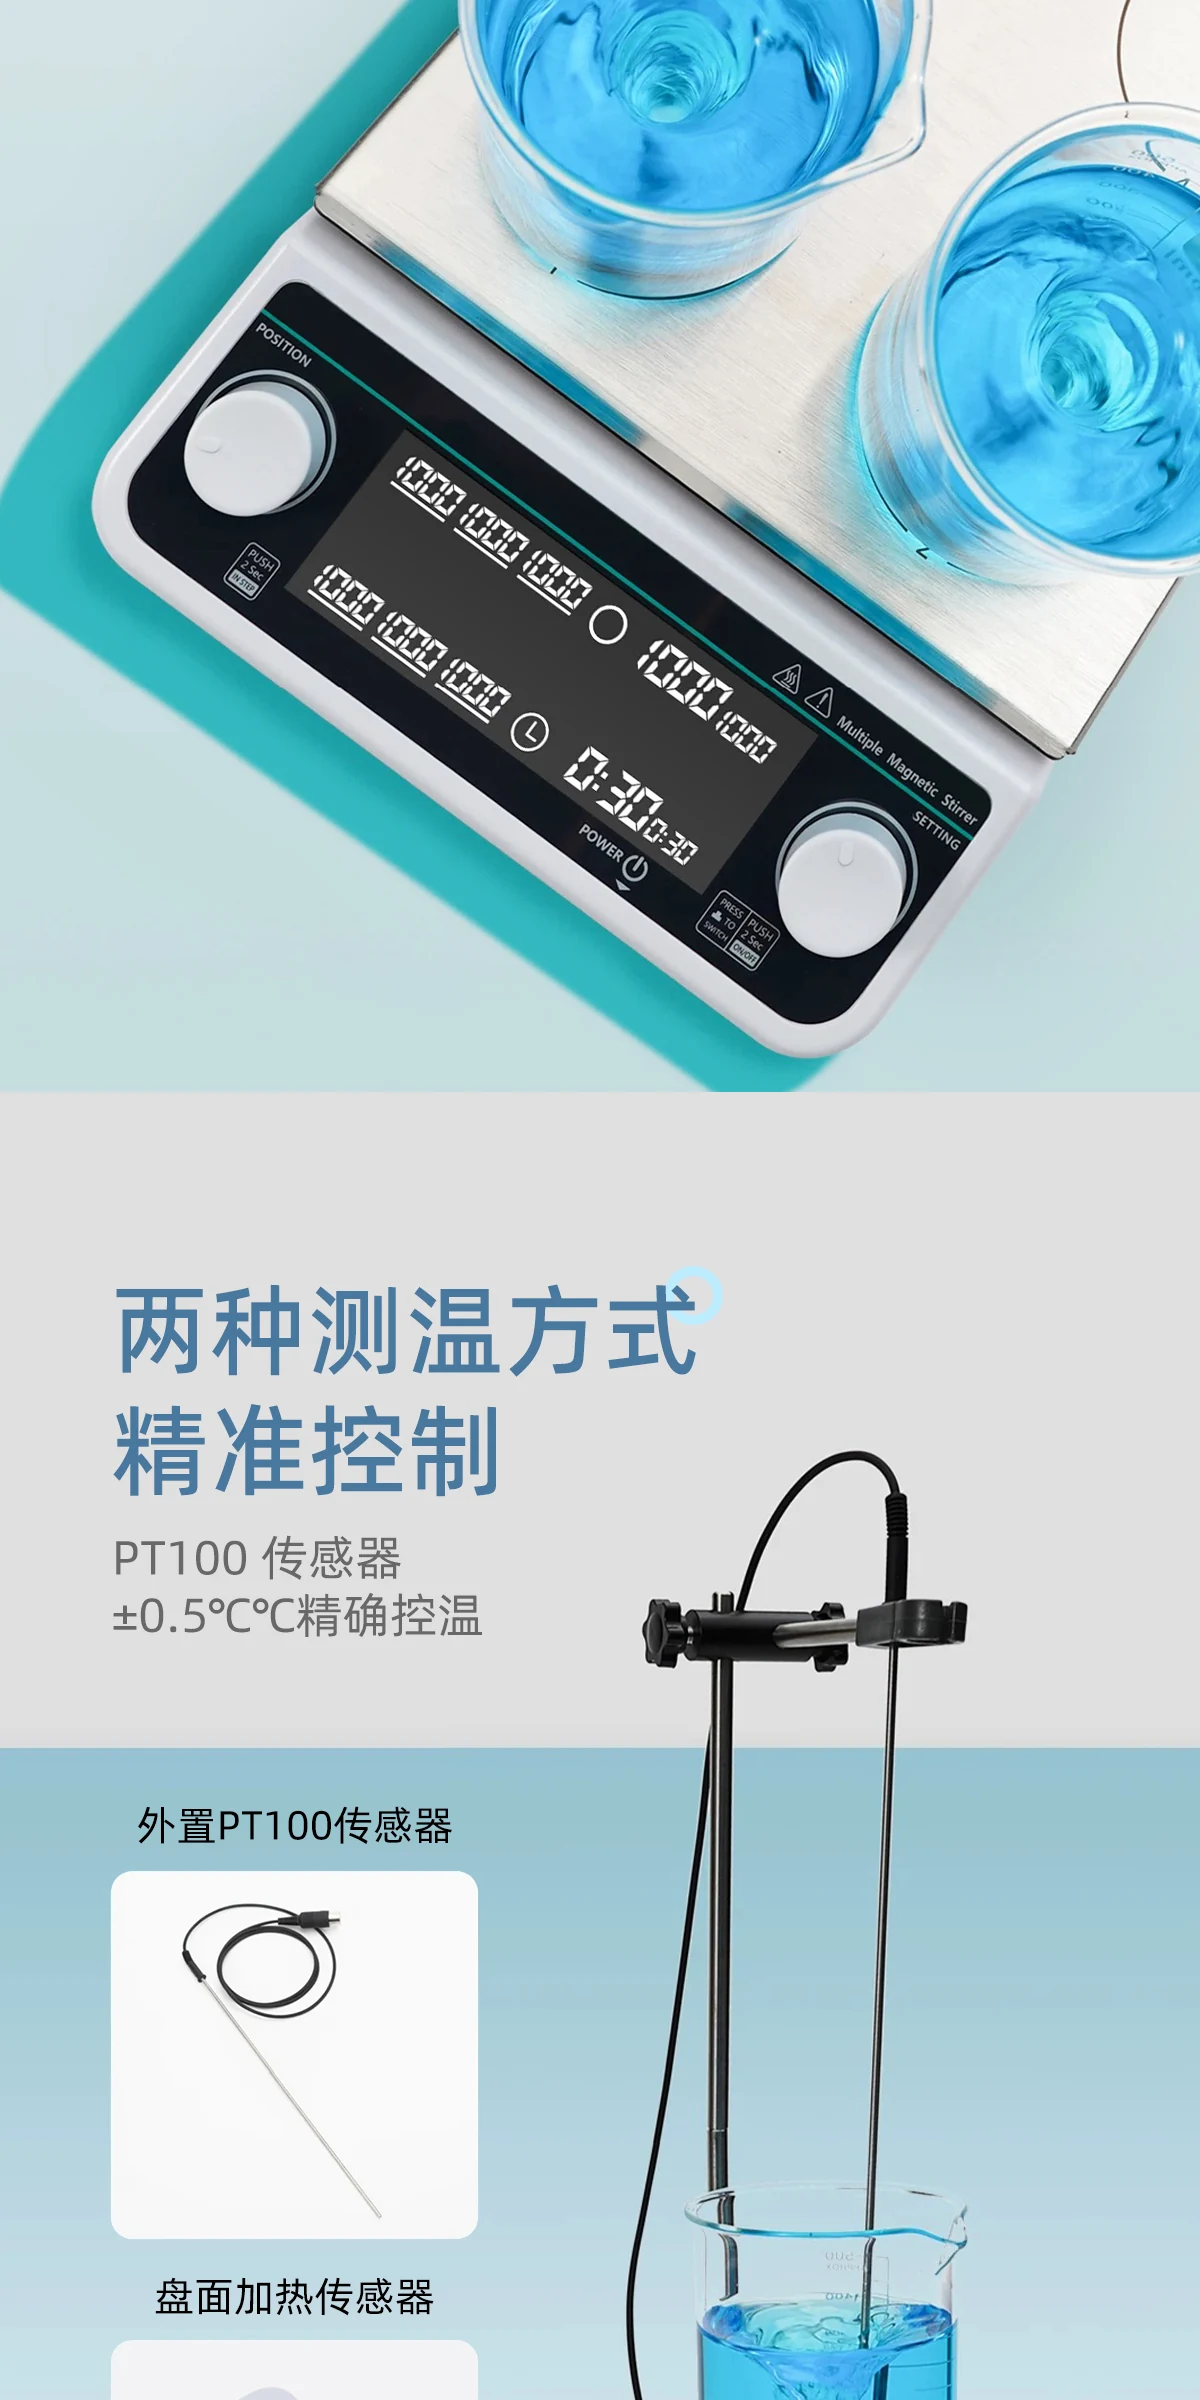 POSITION
PUSH
2 Sec
IN STEP
1000 1000 1000
1000
1000
1000 1000 1000
0:30
0:30
POWER
Multiple Magnetic Stirrer
SETTING
PRESS
TO
SWITCH
PUSH
2 Sec
ON/OFF
两种测温方式
精准控制
PT100 传感器
±0.5℃℃精确控温
外置PT100传感器
盘面加热传感器